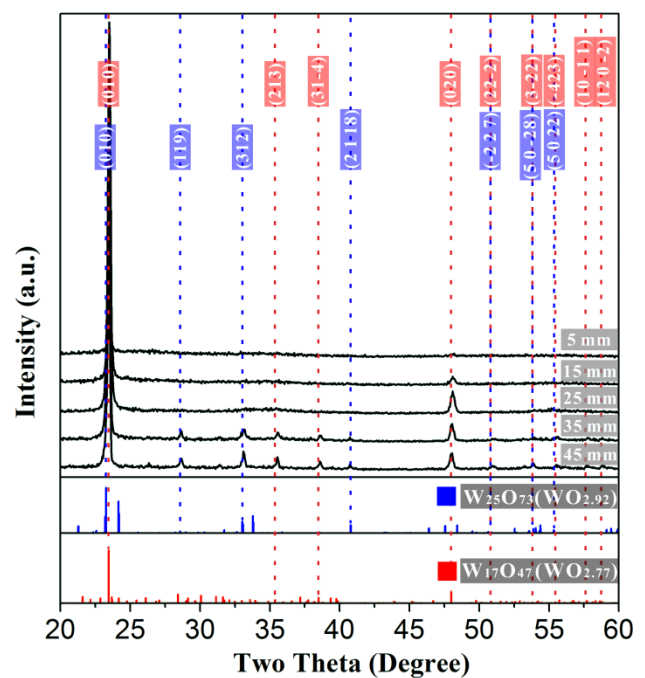 (010)
(213)
(31-4)
(020)
(22-2)
(3-22)
(-423)
(10 -1 1)
(12 0 -2)
(010)
(119)
(312)
(2-1-18)
(-2-2 7)
(5 0 -28)
(5 0 22)
Intensity (a.u.)
5 mm
15 mm
25 mm
35 mm
45 mm
W25O73(WO2.92)
W17O47(WO2.77)
20 25 30 35 40 45 50 55 60
Two Theta (Degree)